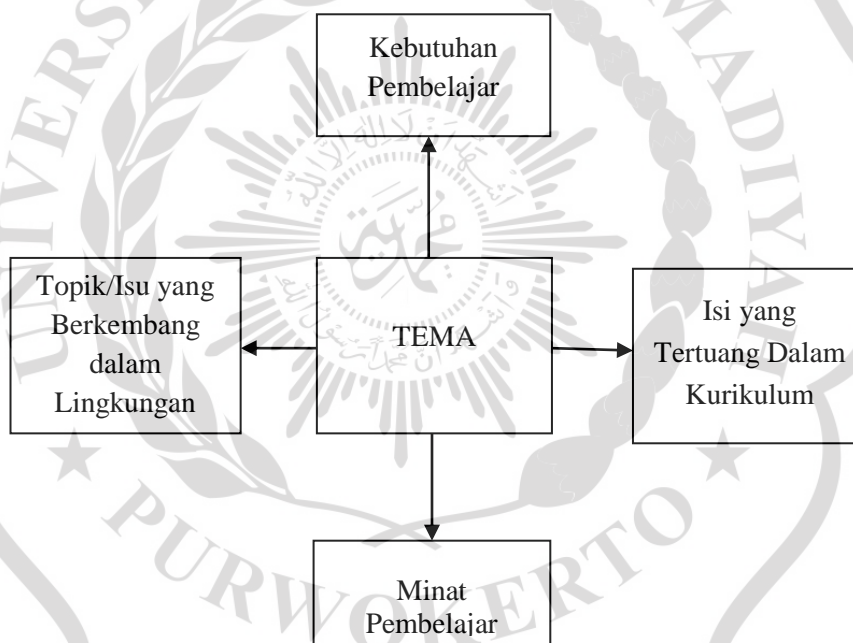 Kebutuhan
Pembelajar
Topik/Isu yang
Berkembang
dalam
Lingkungan
TEMA
Isi yang
Tertuang Dalam
Kurikulum
Minat
Pembelajar
PURWOKERTO